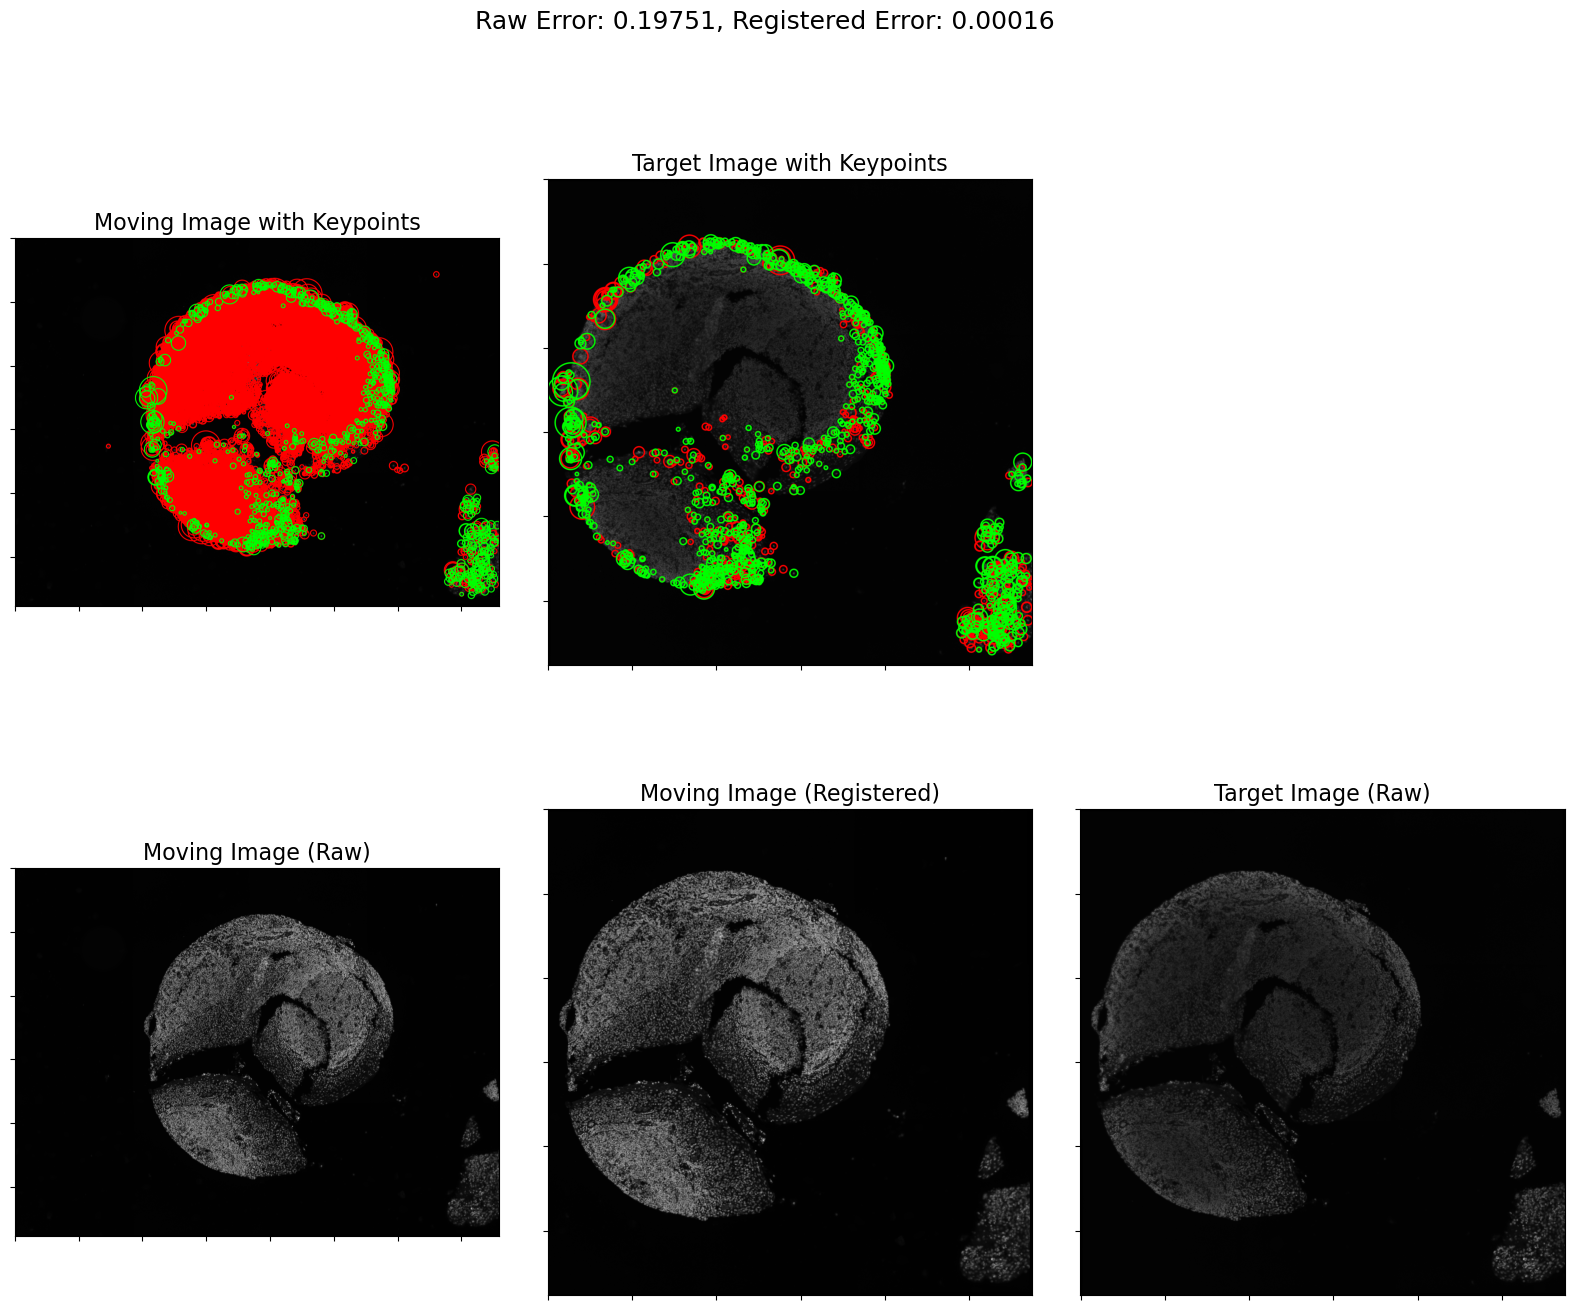 Raw Error: 0.19751, Registered Error: 0.00016
Target Image with Keypoints
Moving Image with Keypoints
Moving Image (Registered)
Target Image (Raw)
Moving Image (Raw)